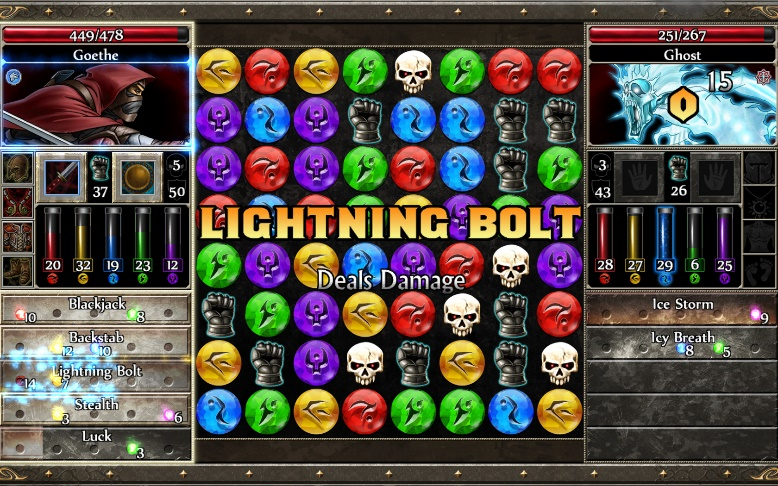 449/478
Goethe
251/267
Ghost
15
37
5
50
3
43
26
20 32 19 23 12
28 27 29 6 25
LIGHTNING BOLT
Deals Damage
Blackjack
10 8
Backstab
12 10
Lightning Bolt
14 7
Stealth
3 6
Luck
3
Ice Storm
9
Icy Breath
8 5